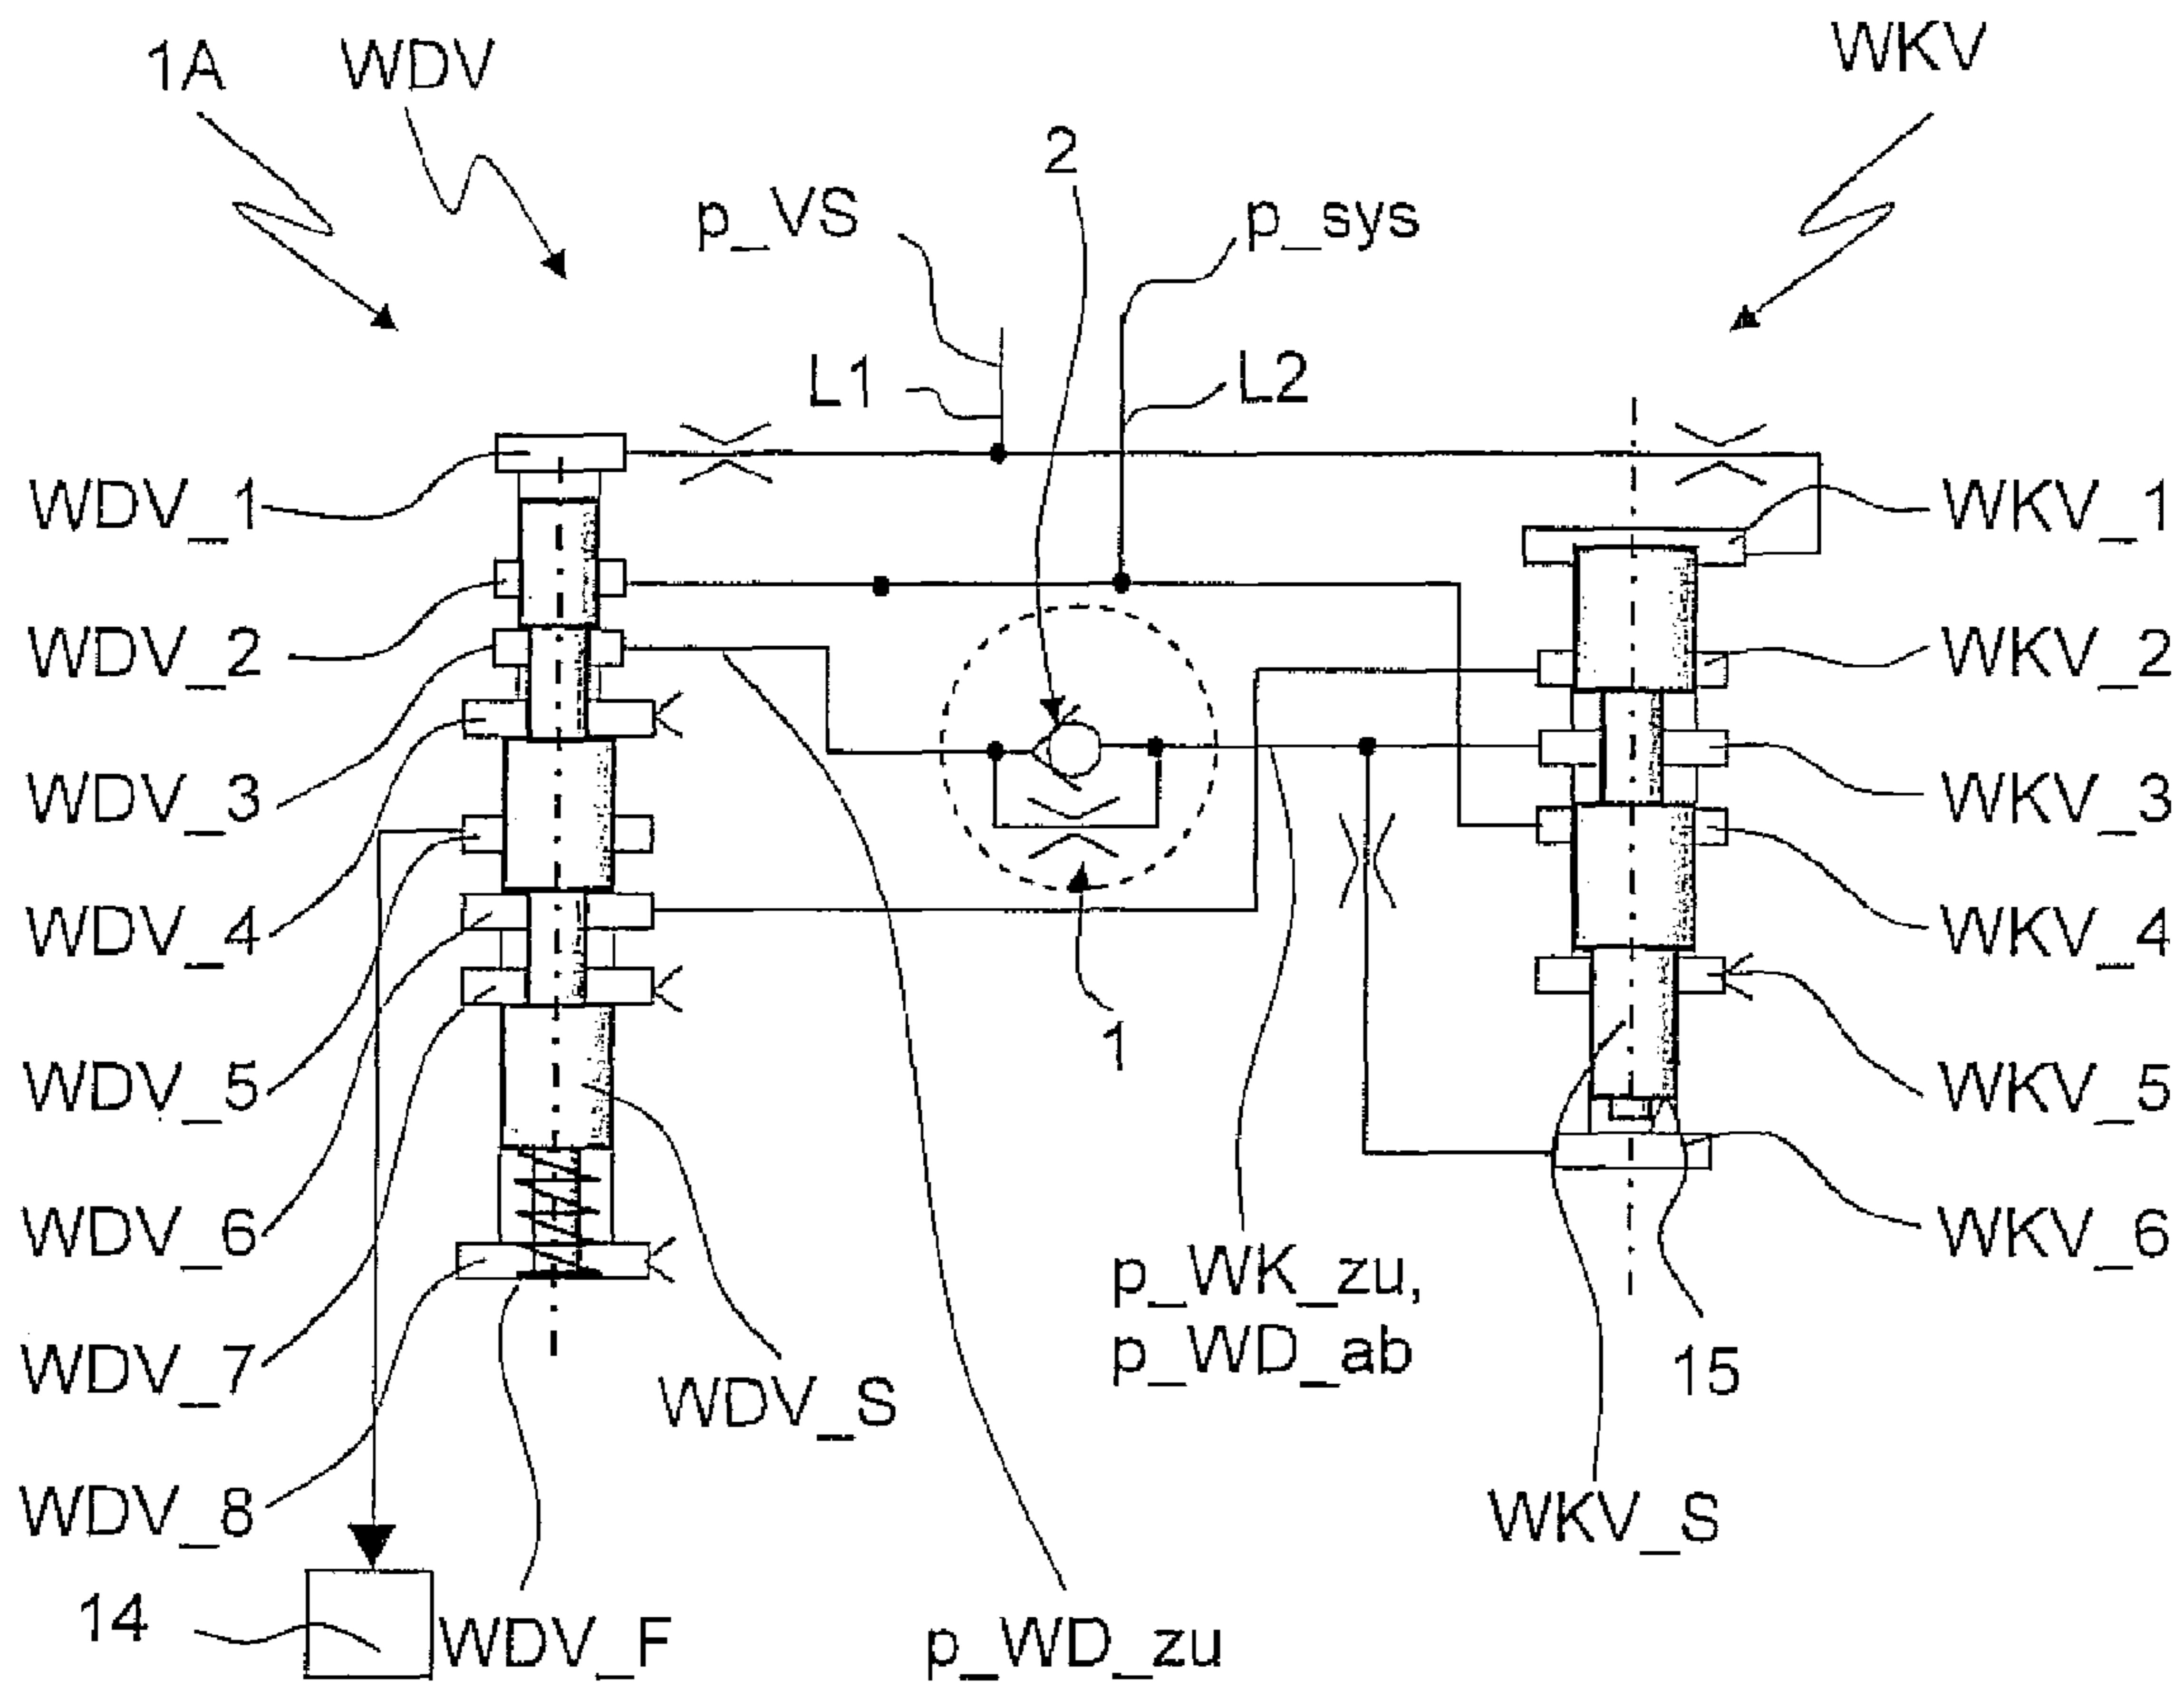 1A
WDV
WKV
2
p_VS
p_sys
L1
L2
WDV_1
WKV_1
WDV_2
WKV_2
WDV_3
WKV_3
WDV_4
WKV_4
1
WDV_5
WKV_5
WDV_6
WKV_6
p_WK_zu,
p_WD_ab
WDV_7
15
WDV_S
WDV_8
WKV_S
14
WDV_F
p_WD_zu